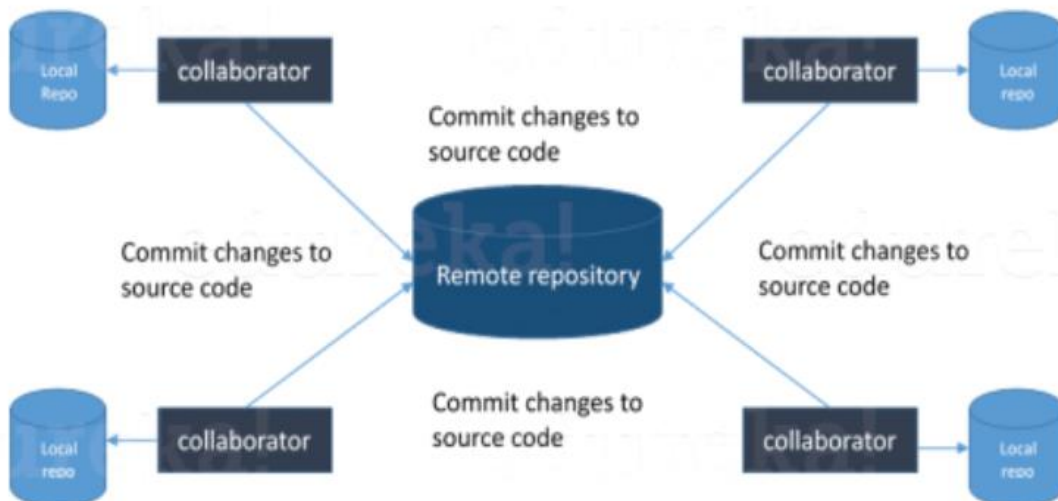 Local
Repo
collaborator
collaborator
Local
repo
Commit changes to
source code
Commit changes to
source code
edureka!
Remote repository
Commit changes to
source code
Local
repo
collaborator
Commit changes to
source code
collaborator
Local
repo